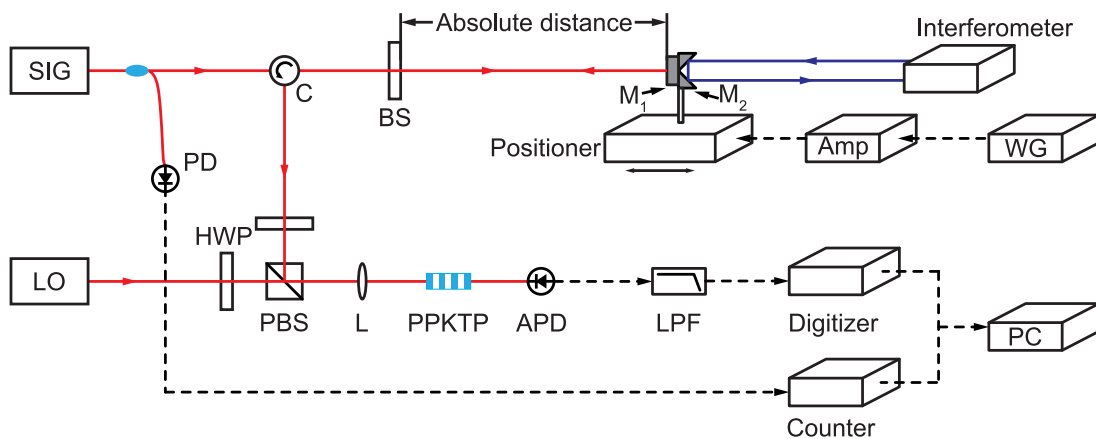 Absolute distance
Interferometer
SIG
C
BS
M1
M2
Positioner
Amp
WG
PD
HWP
LO
PBS
L
PPKTP
APD
LPF
Digitizer
PC
Counter